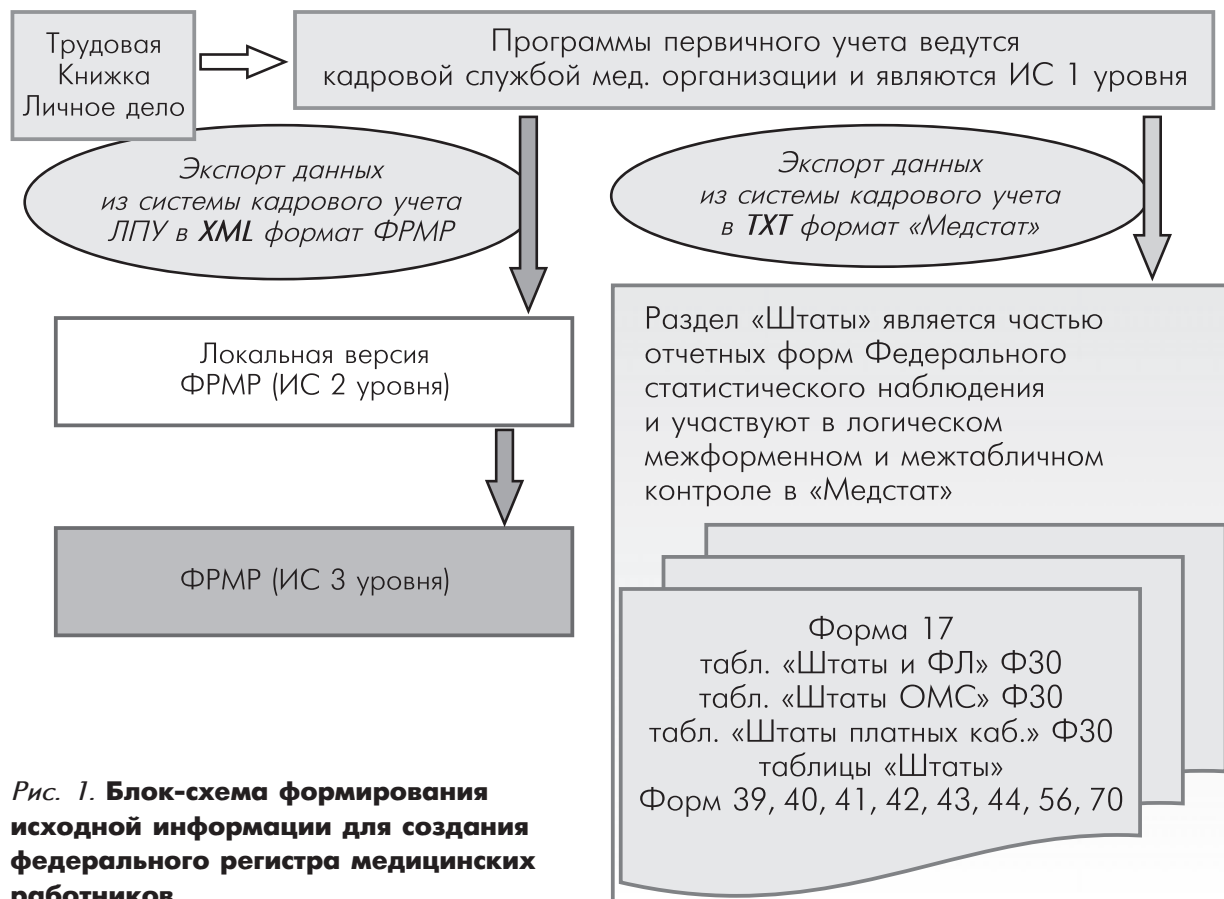 Трудовая
Книжка
Личное дело
Программы первичного учета ведутся
кадровой службой мед. организации и являются ИС 1 уровня
Экспорт данных
из системы кадрового учета
ЛПУ в XML формат ФРМР
Экспорт данных
из системы кадрового учета
в TXT формат «Медстат»
Локальная версия
ФРМР (ИС 2 уровня)
ФРМР (ИС 3 уровня)
Раздел «Штаты» является частью
отчетных форм Федерального
статистического наблюдения
и участвуют в логическом
межформенном и межтабличном
контроле в «Медстат»
Форма 17
табл. «Штаты и ФЛ» Ф30
табл. «Штаты ОМС» Ф30
табл. «Штаты платных каб.» Ф30
таблицы «Штаты»
Форм 39, 40, 41, 42, 43, 44, 56, 70
Рис. 1. Блок-схема формирования
исходной информации для создания
федерального регистра медицинских
работников